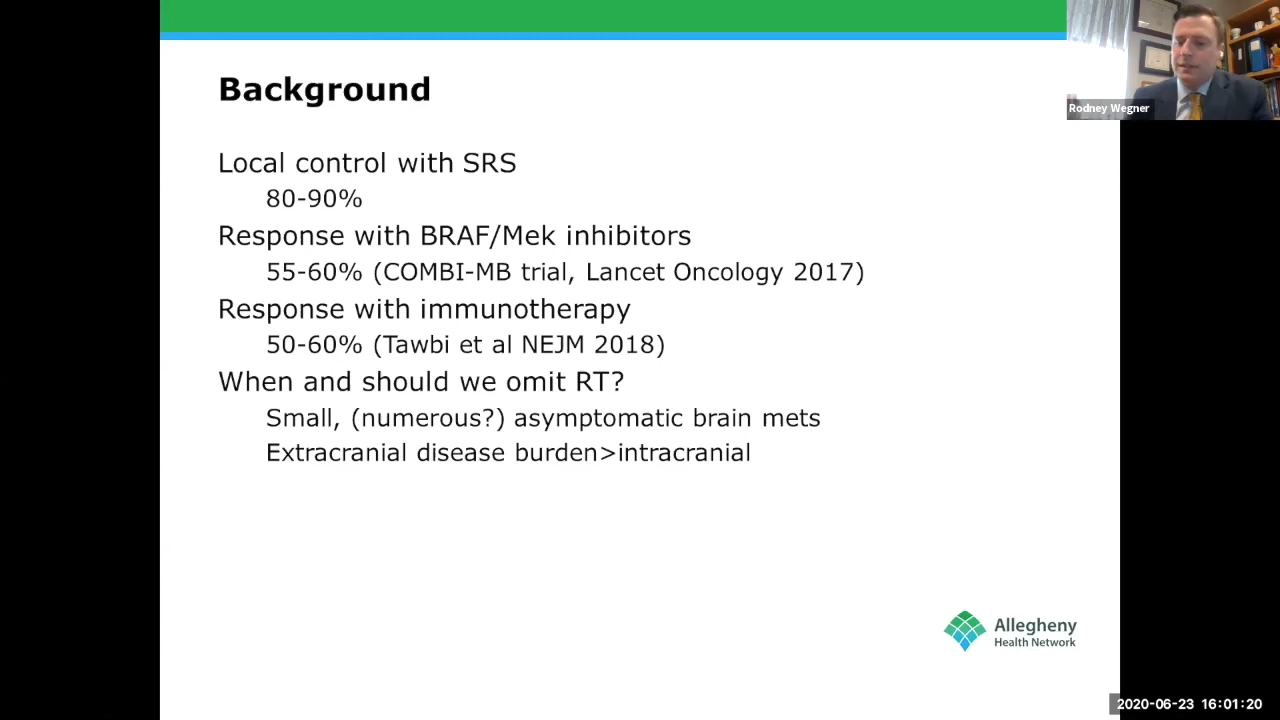 Background
Rodney Wegner
Local control with SRS
80-90%
Response with BRAF/Mek inhibitors
55-60% (COMBI-MB trial, Lancet Oncology 2017)
Response with immunotherapy
50-60% (Tawbi et al NEJM 2018)
When and should we omit RT?
Small, (numerous?) asymptomatic brain mets
Extracranial disease burden>intracranial
Allegheny
Health Network
2020-06-23 16:01:20